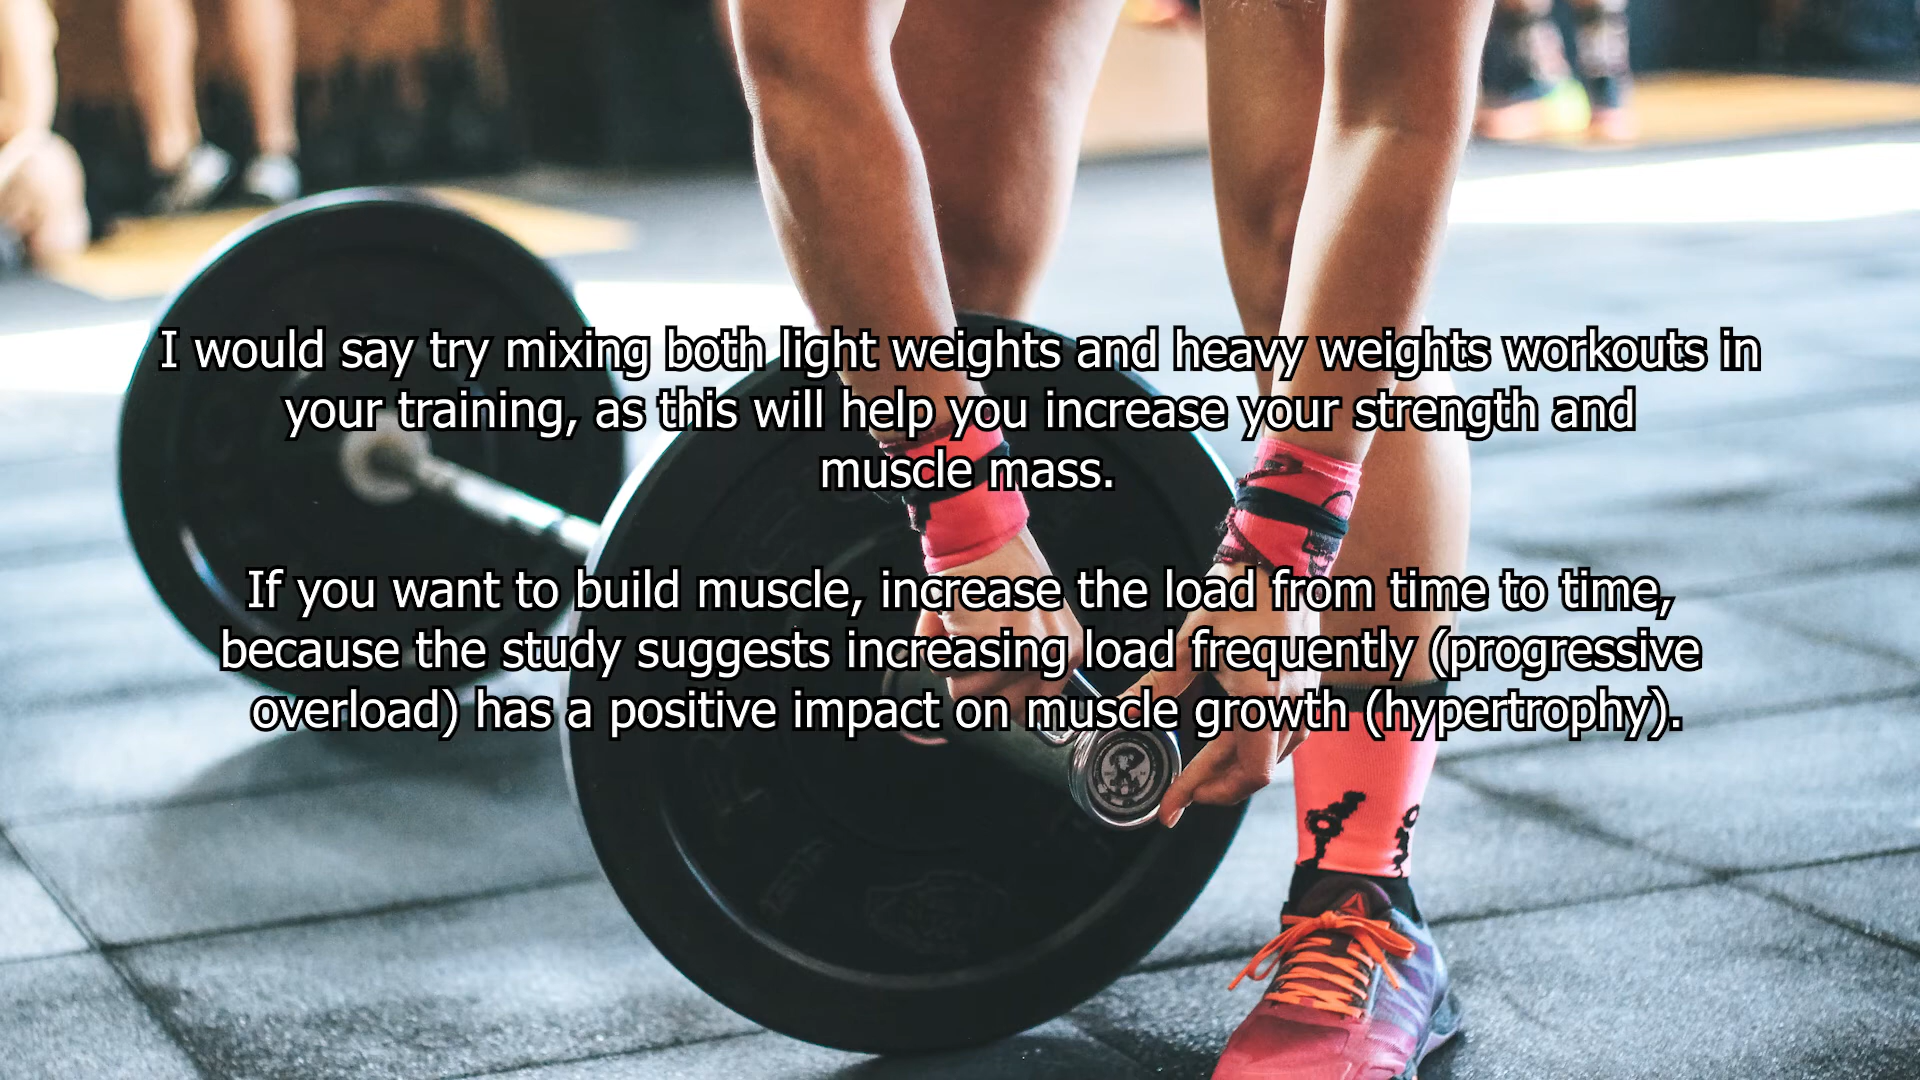 I would say try mixing both light weights and heavy weights workouts in
your training, as this will help you increase your strength and
muscle mass.
If you want to build muscle, increase the load from time to time,
because the study suggests increasing load frequently (progressive
overload) has a positive impact on muscle growth (hypertrophy).